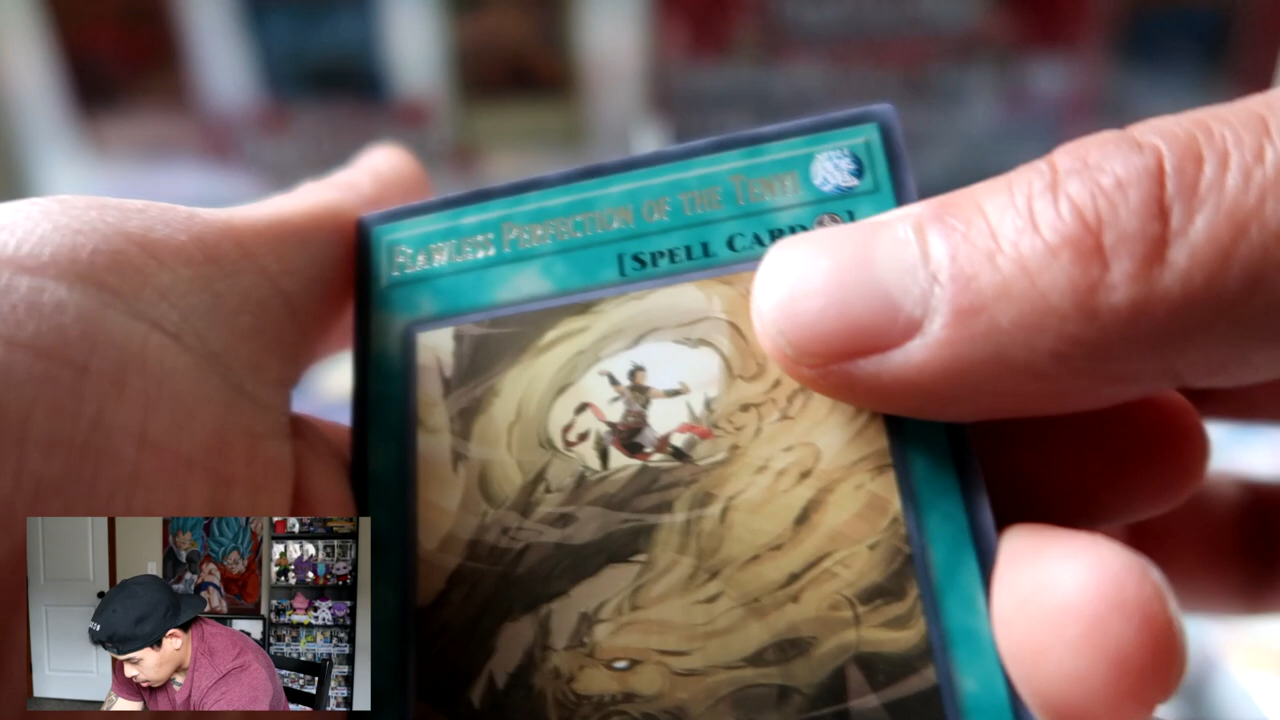 FLAWLESS PERFECTION OF THE TENYI
[SPELL CARD ]